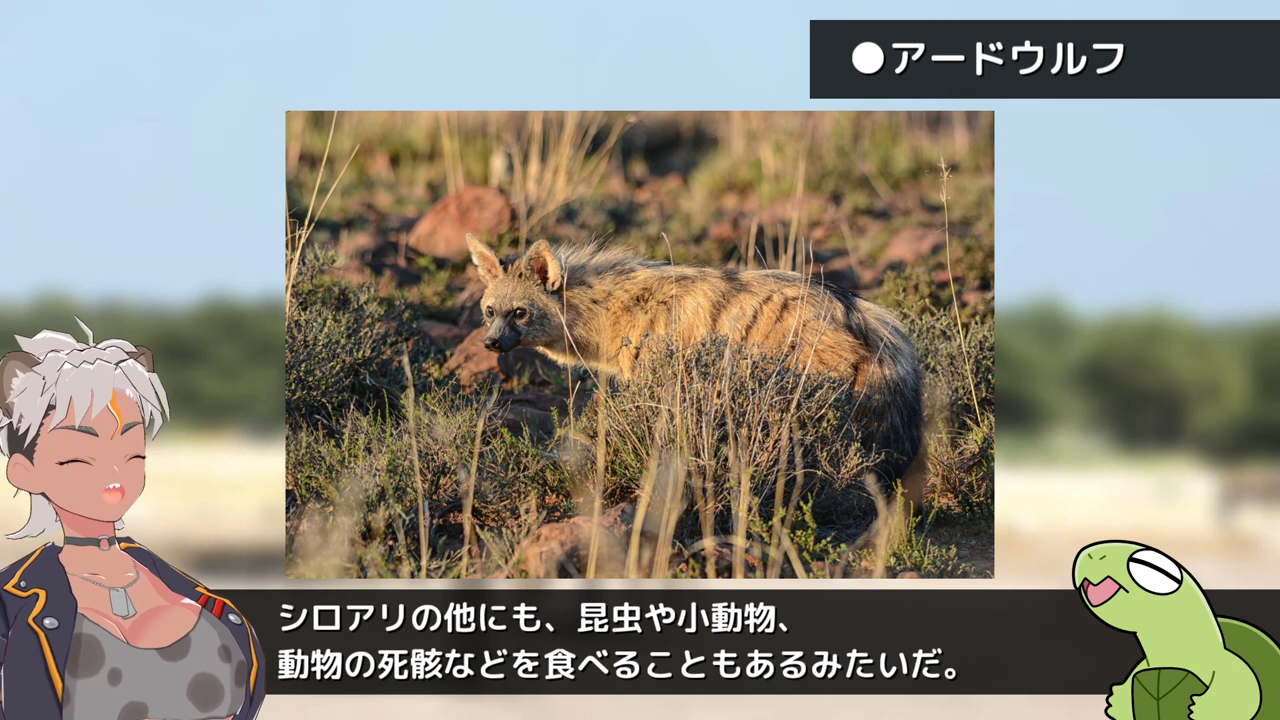 ●アードウルフ
シロアリの他にも、昆虫や小動物、
動物の死骸などを食べることもあるみたいだ。